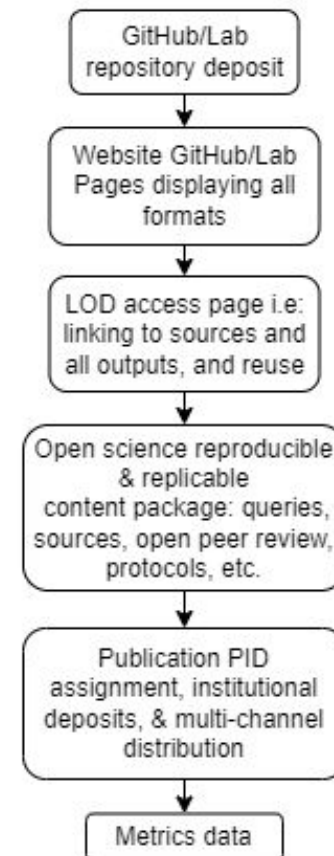 GitHub/Lab
repository deposit
Website GitHub/Lab
Pages displaying all
formats
LOD access page i.e:
linking to sources and
all outputs, and reuse
Open science reproducible
& replicable
content package: queries,
sources, open peer review,
protocols, etc.
Publication PID
assignment, institutional
deposits, & multi-channel
distribution
Metrics data